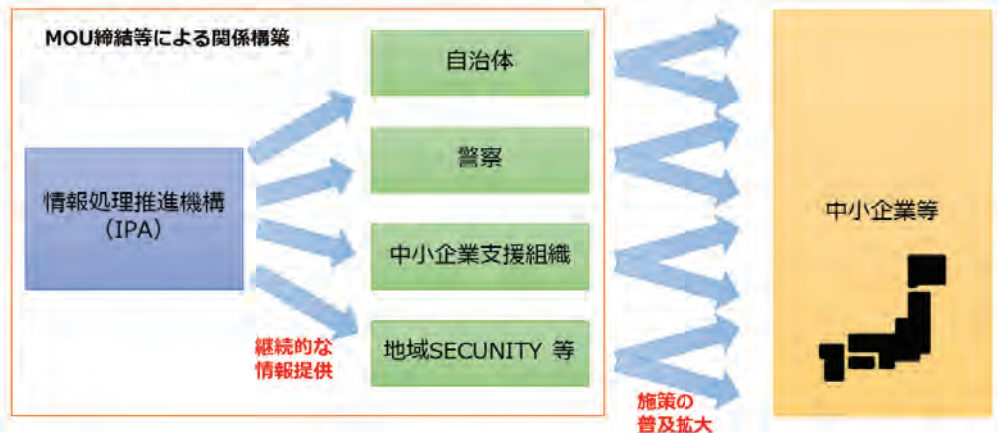 MOU締結等による関係構築
情報処理推進機構
（IPA）
継続的な
情報提供
自治体
警察
中小企業支援組織
地域SECUNITY 等
施策の
普及拡大
中小企業等